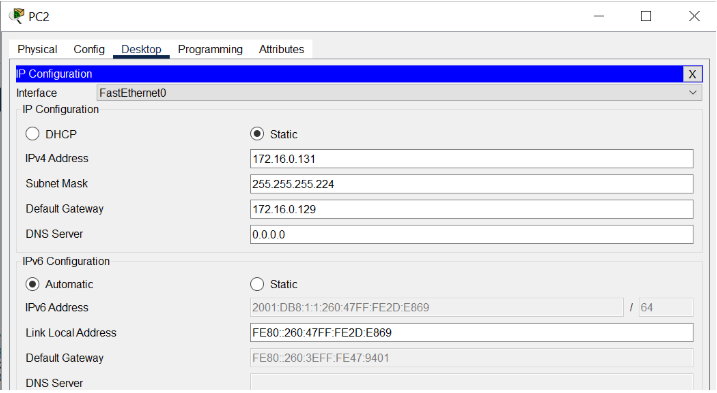 PC2
Physical Config Desktop Programming Attributes
IP Configuration X
Interface FastEthernet0
IP Configuration
DHCP Static
IPv4 Address 172.16.0.131
Subnet Mask 255.255.255.224
Default Gateway 172.16.0.129
DNS Server 0.0.0.0
IPv6 Configuration
Automatic Static
IPv6 Address 2001:DB8:1:1:260:47FF:FE2D:E869 / 64
Link Local Address FE80::260:47FF:FE2D:E869
Default Gateway FE80::260:3EFF:FE47:9401
DNS Server